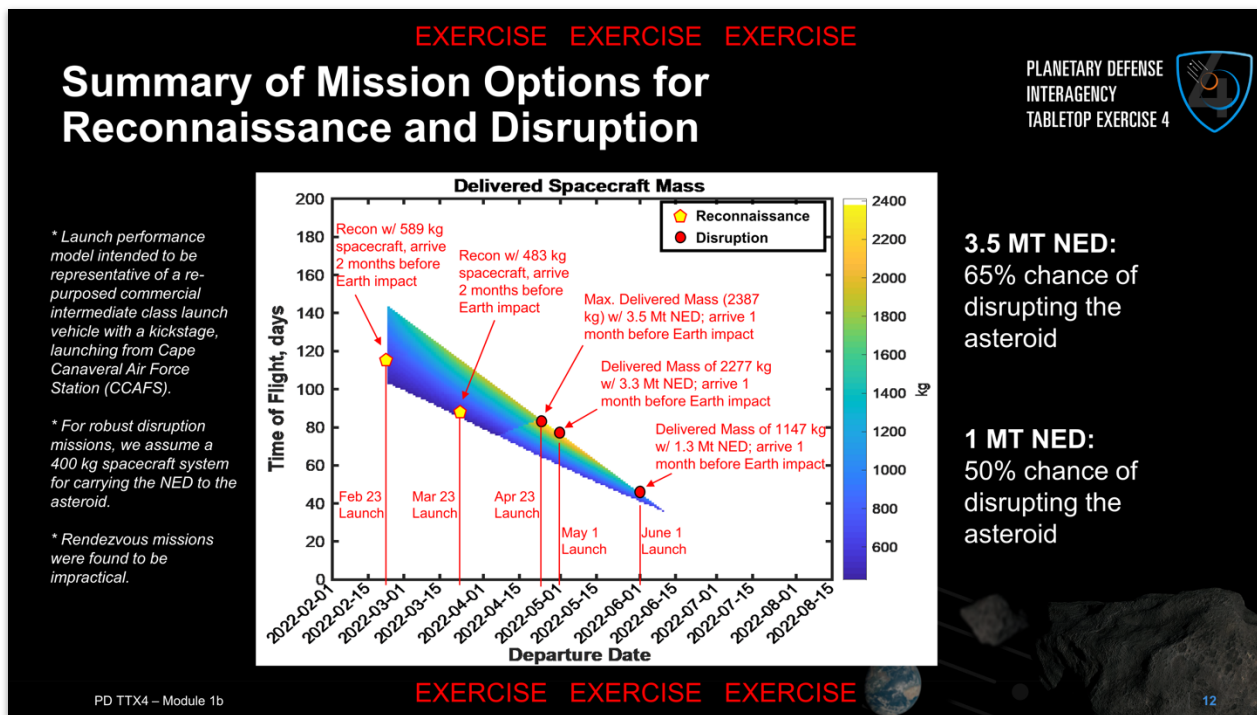 EXERCISE EXERCISE EXERCISE
Summary of Mission Options for
Reconnaissance and Disruption
PLANETARY DEFENSE
INTERAGENCY
TABLETOP EXERCISE 4
4
* Launch performance
model intended to be
representative of a re-
purposed commercial
intermediate class launch
vehicle with a kickstage,
launching from Cape
Canaveral Air Force
Station (CCAFS).
* For robust disruption
missions, we assume a
400 kg spacecraft system
for carrying the NED to the
asteroid.
* Rendezvous missions
were found to be
impractical.
Delivered Spacecraft Mass
Reconnaissance
Disruption
Recon w/ 589 kg
spacecraft, arrive
2 months before
Earth impact
Recon w/ 483 kg
spacecraft, arrive
2 months before
Earth impact
Max. Delivered Mass (2387
kg) w/ 3.5 Mt NED; arrive 1
month before Earth impact
Delivered Mass of 2277 kg
w/ 3.3 Mt NED; arrive 1
month before Earth impact
Delivered Mass of 1147 kg
w/ 1.3 Mt NED; arrive 1
month before Earth impact
Feb 23
Launch
Mar 23
Launch
Apr 23
Launch
May 1
Launch
June 1
Launch
Time of Flight, days
200
180
160
140
120
100
80
60
40
20
0
2022-02-01
2022-02-15
2022-03-01
2022-03-15
2022-04-01
2022-04-15
2022-05-01
2022-05-15
2022-06-01
2022-06-15
2022-07-01
2022-07-15
2022-08-01
2022-08-15
Departure Date
2400
2200
2000
1800
1600
1400
1200
1000
800
600
kg
3.5 MT NED:
65% chance of
disrupting the
asteroid
1 MT NED:
50% chance of
disrupting the
asteroid
PD TTX4 – Module 1b
EXERCISE EXERCISE EXERCISE
12